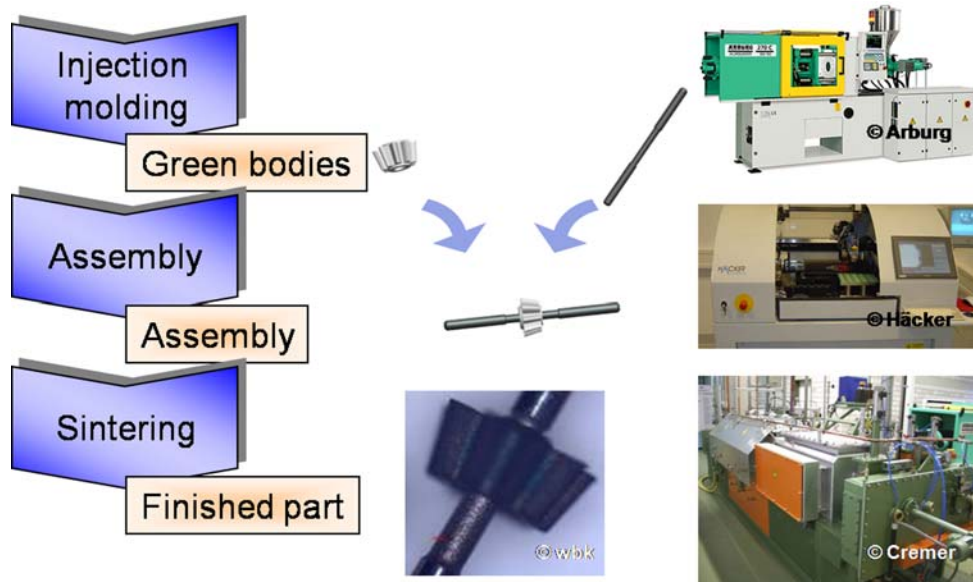 Injection
molding
Green bodies
Assembly
Assembly
Sintering
Finished part
ARBURG
270 C
© Arburg
HÄCKER
© Häcker
© wbk
© Cremer